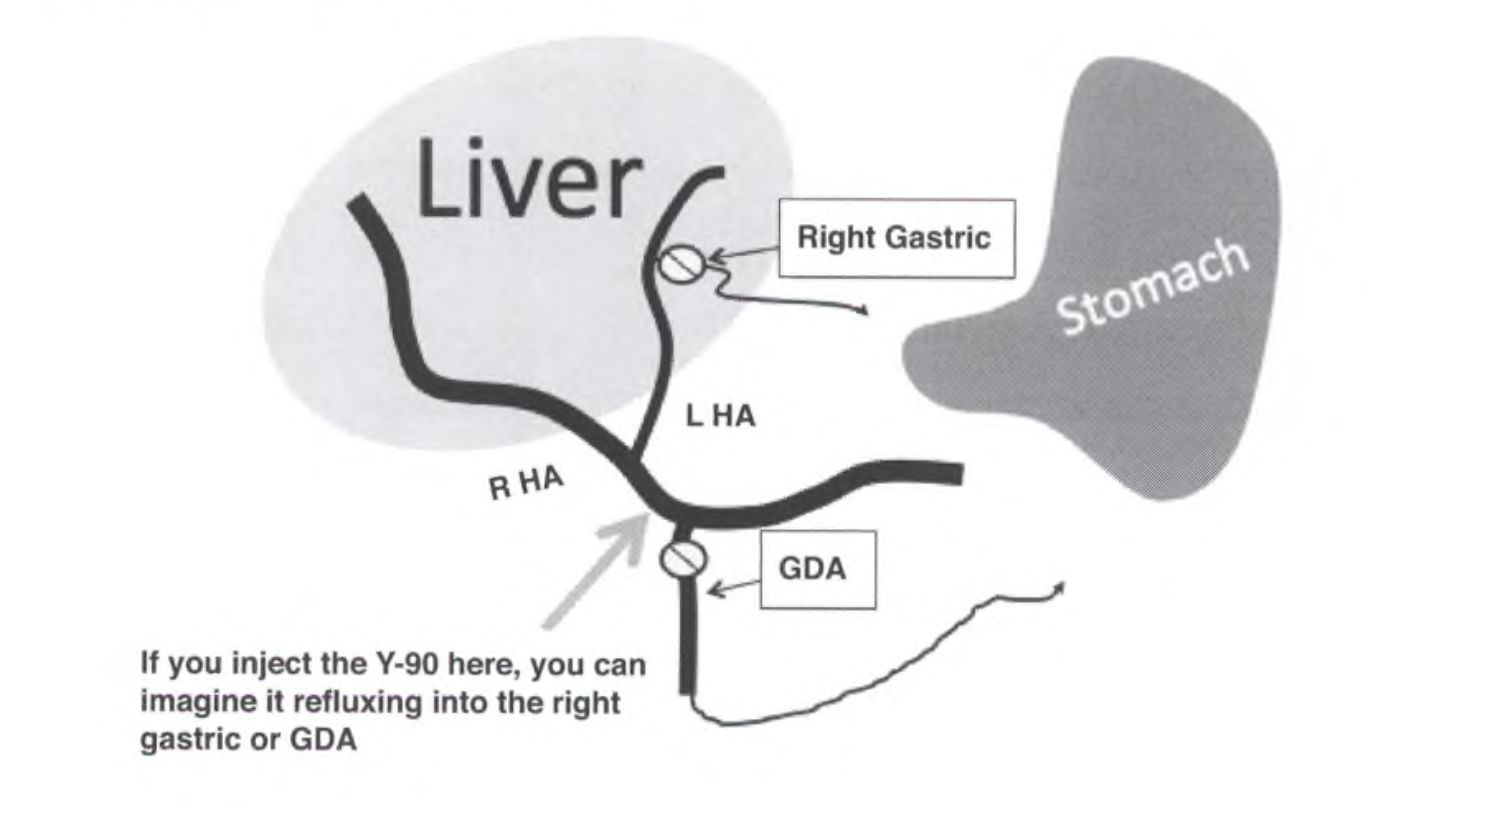 Liver
Right Gastric
Stomach
L HA
R HA
GDA
If you inject the Y-90 here, you can
imagine it refluxing into the right
gastric or GDA